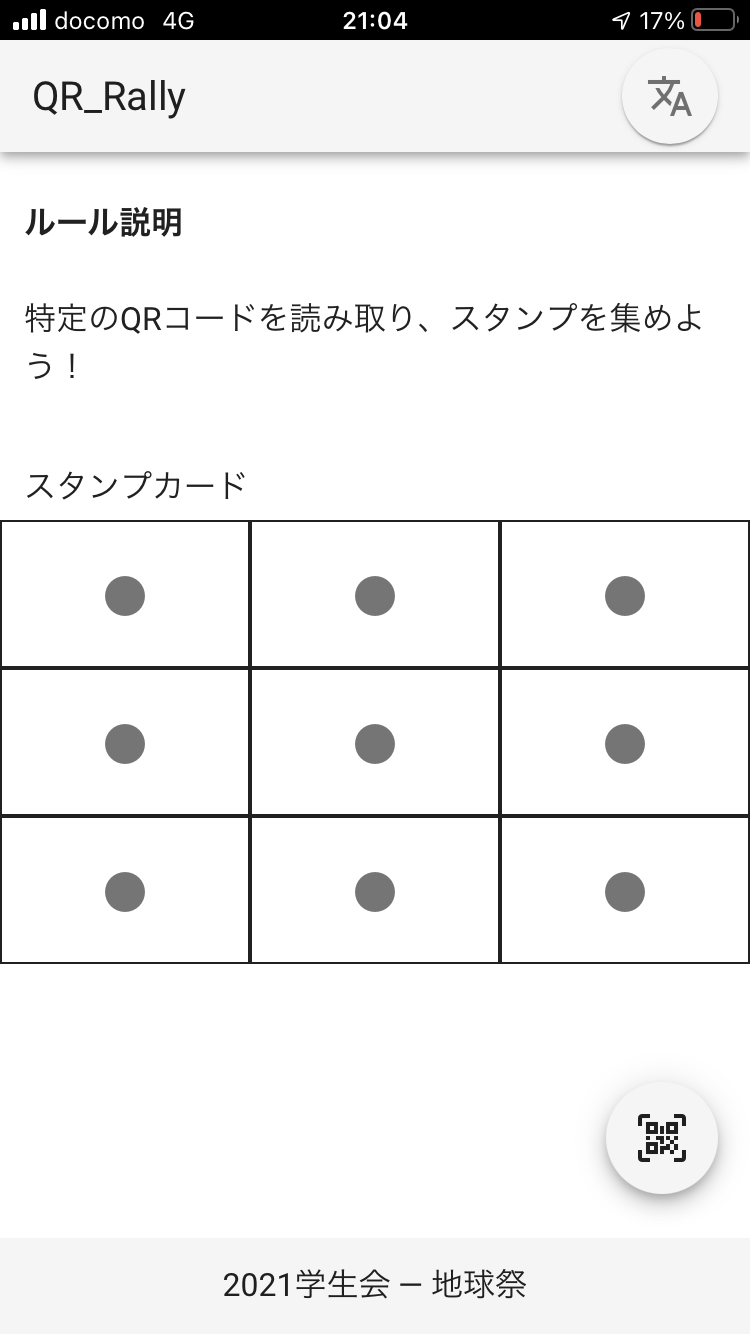 docomo 4G 21:04 17%
QR_Rally
ルール説明
特定のQRコードを読み取り、スタンプを集めよ
う！
スタンプカード
2021学生会 — 地球祭